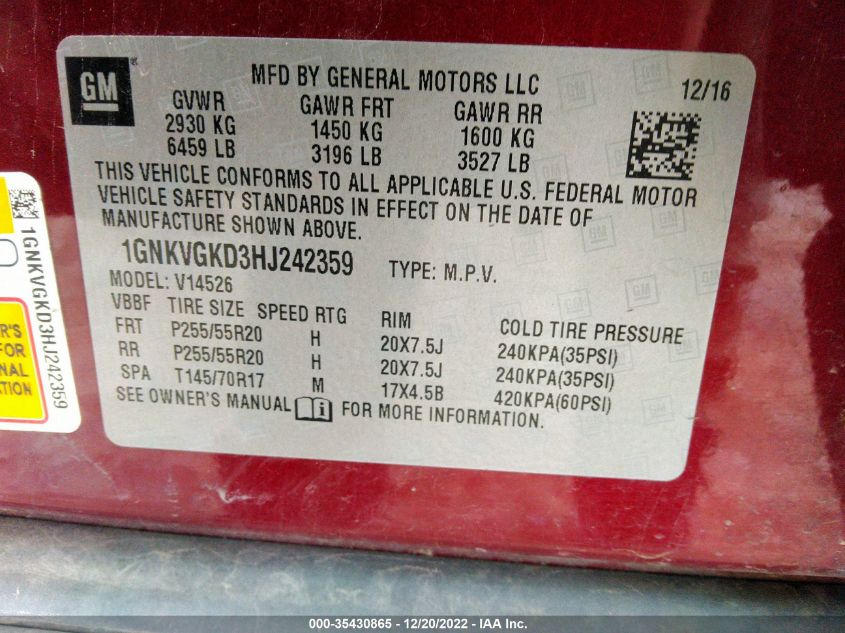 GM
MFD BY GENERAL MOTORS LLC
12/16
GVWR GAWR FRT GAWR RR
2930 KG 1450 KG 1600 KG
6459 LB 3196 LB 3527 LB
THIS VEHICLE CONFORMS TO ALL APPLICABLE U.S. FEDERAL MOTOR
VEHICLE SAFETY STANDARDS IN EFFECT ON THE DATE OF
MANUFACTURE SHOWN ABOVE.
1GNKVGKD3HJ242359 TYPE: M.P.V.
MODEL: V14526
VBBF TIRE SIZE SPEED RTG RIM COLD TIRE PRESSURE
FRT P255/55R20 H 20X7.5J 240KPA(35PSI)
RR P255/55R20 H 20X7.5J 240KPA(35PSI)
SPA T145/70R17 M 17X4.5B 420KPA(60PSI)
SEE OWNER'S MANUAL FOR MORE INFORMATION.
1GNKVGKD3HJ242359
R'S
FOR
NAL
TION
000-35430865 - 12/20/2022 - IAA Inc.